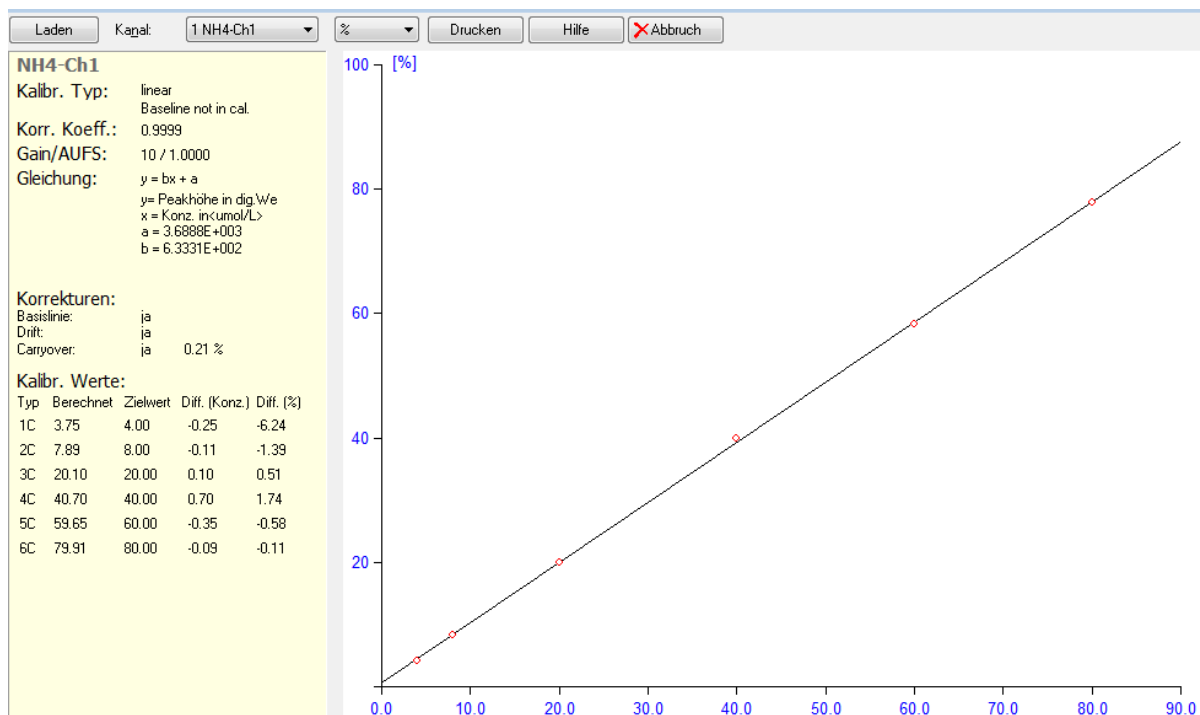 Laden Kanal: 1 NH4-Ch1 % Drucken Hilfe Abbruch
NH4-Ch1
Kalibr. Typ: linear
Baseline not in cal.
Korr. Koeff.: 0.9999
Gain/AUFS: 10 / 1.0000
Gleichung: y = bx + a
y= Peakhöhe in dig.We
x = Konz. in<umol/L>
a = 3.6888E+003
b = 6.3331E+002
Korrekturen:
Basislinie: ja
Drift: ja
Carryover: ja 0.21 %
Kalibr. Werte:
Typ Berechnet Zielwert Diff. (Konz.) Diff. (%)
1C 3.75 4.00 -0.25 -6.24
2C 7.89 8.00 -0.11 -1.39
3C 20.10 20.00 0.10 0.51
4C 40.70 40.00 0.70 1.74
5C 59.65 60.00 -0.35 -0.58
6C 79.91 80.00 -0.09 -0.11
100 [%]
80
60
40
20
0.0 10.0 20.0 30.0 40.0 50.0 60.0 70.0 80.0 90.0